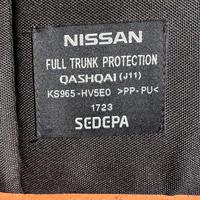 NISSAN
FULL TRUNK PROTECTION
QASHQAI (J11)
KS965-HV5E0 >PP-PU<
1723
SEDEPA